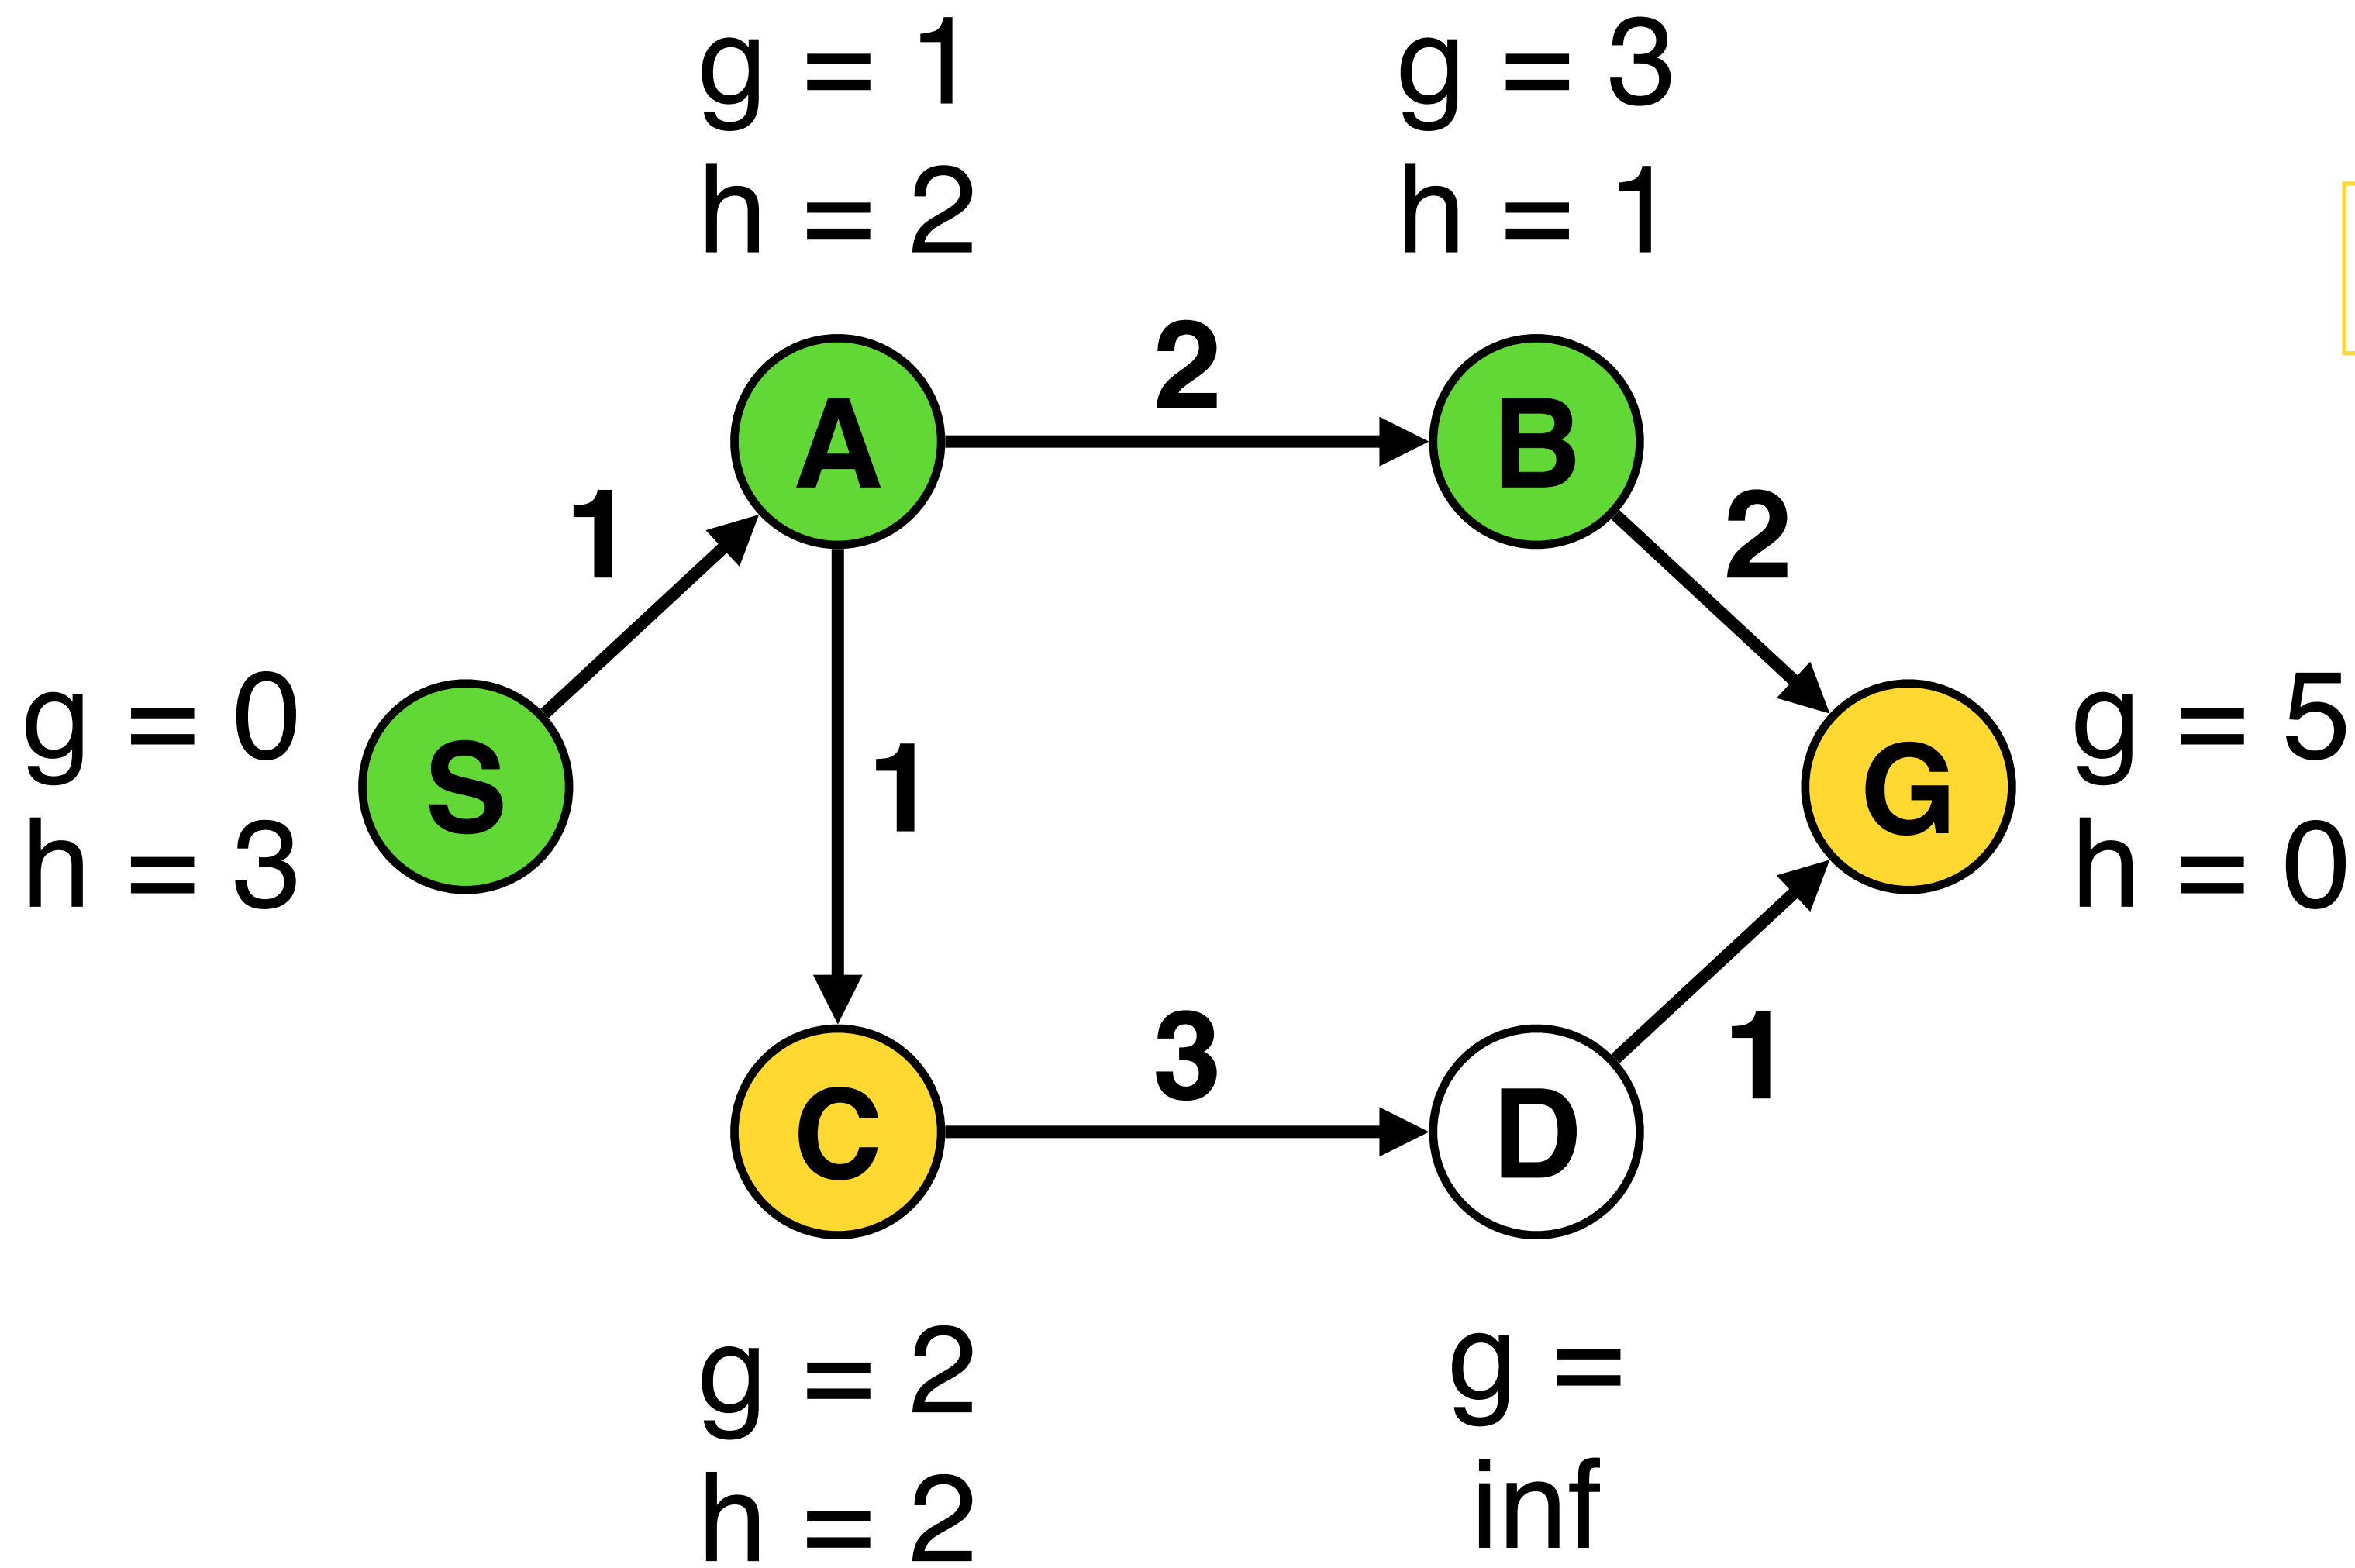 g = 1
h = 2
g = 3
h = 1
2
A
B
1
2
g = 0
h = 3
S
1
G
g = 5
h = 0
3
1
C
D
g = 2
h = 2
g =
inf